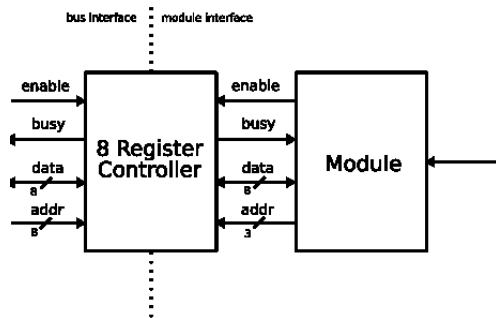 bus interface module interface
enable enable
busy busy
8 Register
Controller
Module
data data
8 8
addr addr
8 3